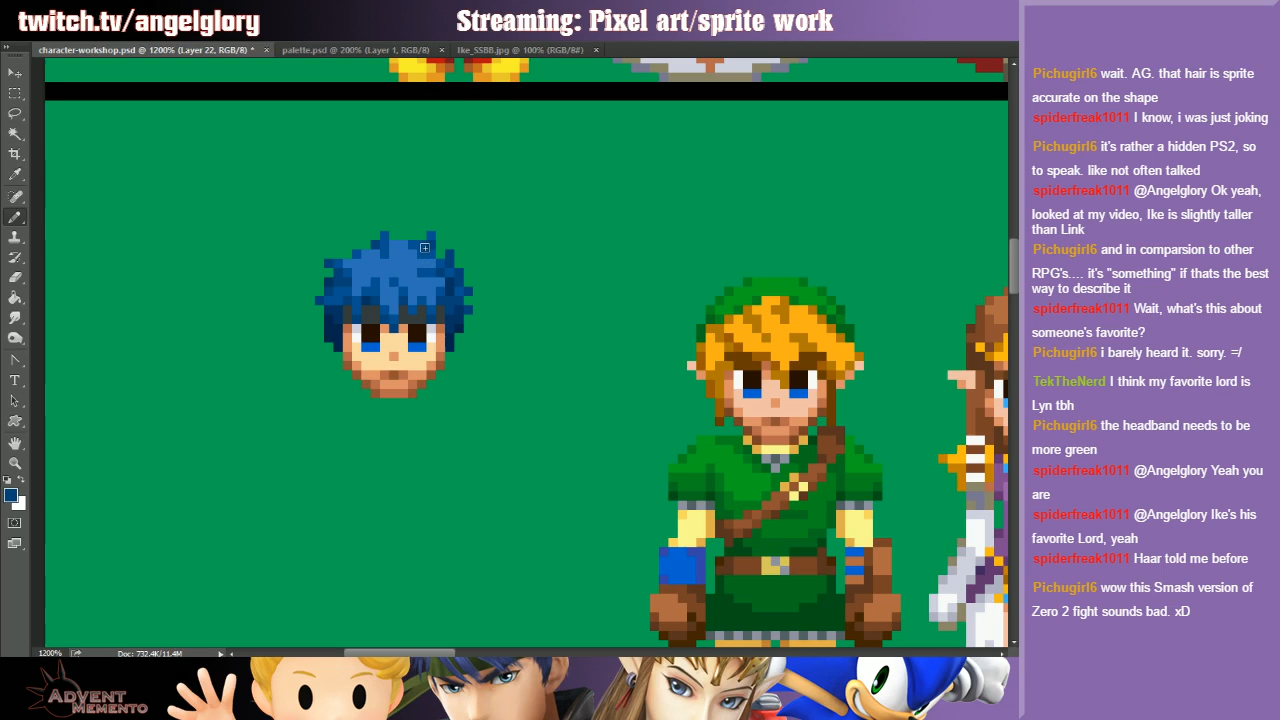 twitch.tv/angelglory
Streaming: Pixel art/sprite work
character-workshop.psd @ 1200% (Layer 22, RGB/8) * ×
palette.psd @ 200% (Layer 1, RGB/8) ×
Ike_SSBB.jpg @ 100% (RGB/8#) ×
Pichugirl6 wait. AG. that hair is sprite
accurate on the shape
spiderfreak1011 I know, i was just joking
Pichugirl6 it's rather a hidden PS2, so
to speak. like not often talked
spiderfreak1011 @Angelglory Ok yeah,
looked at my video, Ike is slightly taller
than Link
Pichugirl6 and in comparsion to other
RPG's.... it's "something" if thats the best
way to describe it
spiderfreak1011 Wait, what's this about
someone's favorite?
Pichugirl6 i barely heard it. sorry. =/
TekTheNerd I think my favorite lord is
Lyn tbh
Pichugirl6 the headband needs to be
more green
spiderfreak1011 @Angelglory Yeah you
are
spiderfreak1011 @Angelglory Ike's his
favorite Lord, yeah
spiderfreak1011 Haar told me before
Pichugirl6 wow this Smash version of
Zero 2 fight sounds bad. xD
1200%
Doc: 732.4K/11.4M
ADVENT
MEMENTO